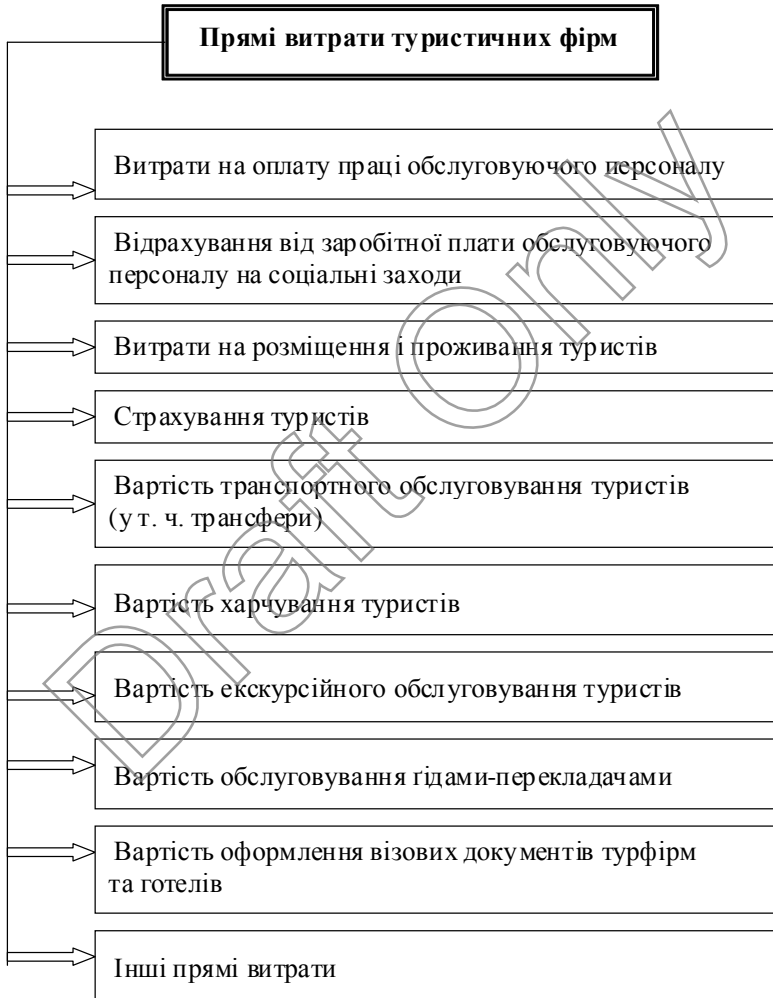 Прямі витрати туристичних фірм
Витрати на оплату праці обслуговуючого персоналу
Відрахування від заробітної плати обслуговуючого
персоналу на соціальні заходи
Витрати на розміщення і проживання туристів
Страхування туристів
Вартість транспортного обслуговування туристів
(у т. ч. трансфери)
Вартість харчування туристів
Вартість екскурсійного обслуговування туристів
Вартість обслуговування ґідами-перекладачами
Вартість оформлення візових документів турфірм
та готелів
Інші прямі витрати
Draft Only